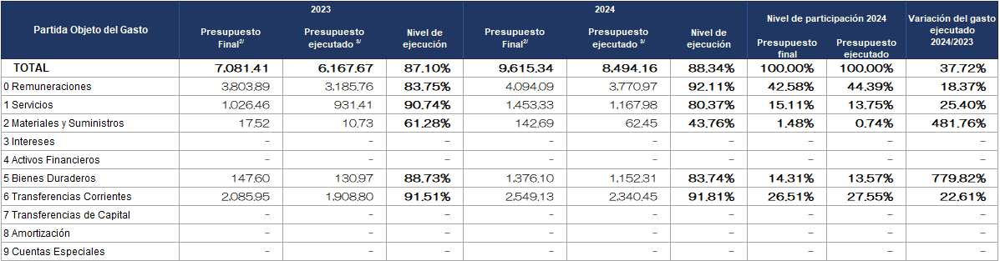 Partida Objeto del Gasto 2023 2024 Nivel de participación 2024 Variación del gasto ejecutado 2024/2023
Presupuesto Final2/ Presupuesto ejecutado 3/ Nivel de ejecución Presupuesto Final2/ Presupuesto ejecutado 3/ Nivel de ejecución Presupuesto final Presupuesto ejecutado
TOTAL 7,081.41 6,167.67 87.10% 9,615.34 8,494.16 88.34% 100.00% 100.00% 37.72%
0 Remuneraciones 3,803.89 3,185.76 83.75% 4,094.09 3,770.97 92.11% 42.58% 44.39% 18.37%
1 Servicios 1,026.46 931.41 90.74% 1,453.33 1,167.98 80.37% 15.11% 13.75% 25.40%
2 Materiales y Suministros 17.52 10.73 61.28% 142.69 62.45 43.76% 1.48% 0.74% 481.76%
3 Intereses – – – – – – – – –
4 Activos Financieros – – – – – – – – –
5 Bienes Duraderos 147.60 130.97 88.73% 1,376.10 1,152.31 83.74% 14.31% 13.57% 779.82%
6 Transferencias Corrientes 2,085.95 1,908.80 91.51% 2,549.13 2,340.45 91.81% 26.51% 27.55% 22.61%
7 Transferencias de Capital – – – – – – – – –
8 Amortización – – – – – – – – –
9 Cuentas Especiales – – – – – – – – –